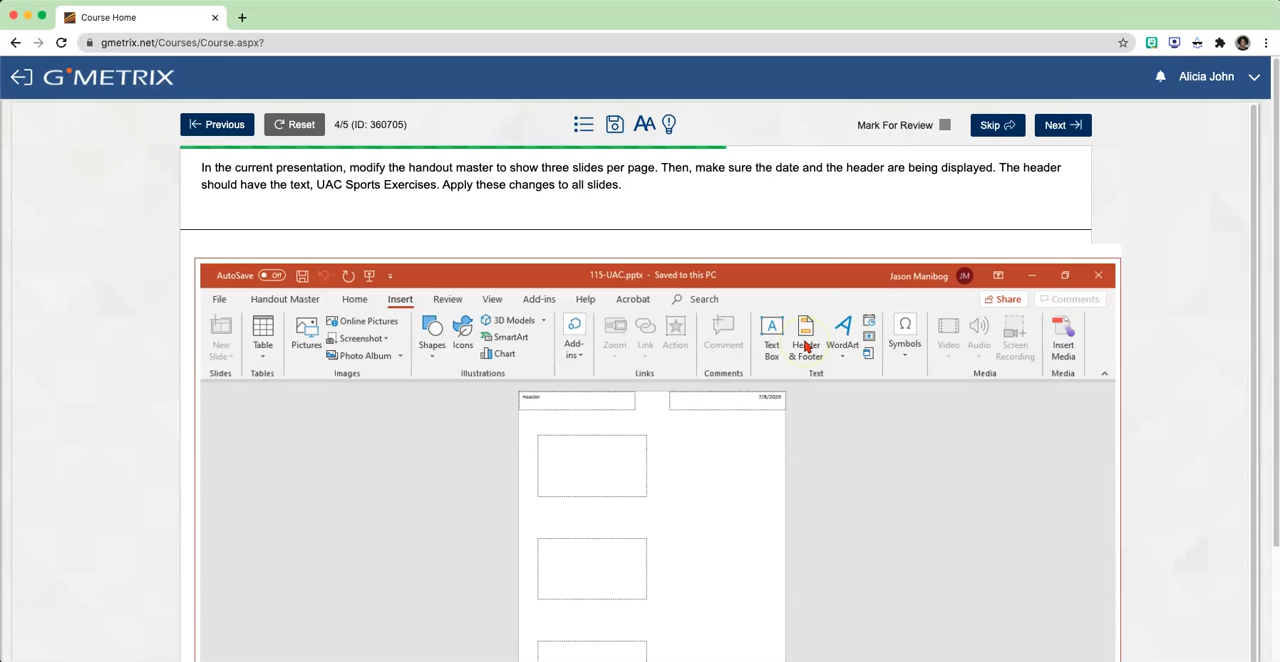 Course Home
gmetrix.net/Courses/Course.aspx?
G METRIX
Alicia John
Previous
Reset
4/5 (ID: 360705)
AA
Mark For Review
Skip
Next
In the current presentation, modify the handout master to show three slides per page. Then, make sure the date and the header are being displayed. The header
should have the text, UAC Sports Exercises. Apply these changes to all slides.
AutoSave Off
115-UAC.pptx - Saved to this PC
Jason Manibog JM
File Handout Master Home Insert Review View Add-ins Help Acrobat Search
Share Comments
New
Slide
Slides
Table
Tables
Pictures
Online Pictures
Screenshot
Photo Album
Images
Shapes
Icons
3D Models
SmartArt
Chart
Illustrations
Add-
ins
Zoom
Link
Action
Links
Comment
Comments
Text
Box
Header
& Footer
WordArt
Text
Symbols
Video
Audio
Screen
Recording
Media
Insert
Media
Media
Header
7/8/2020